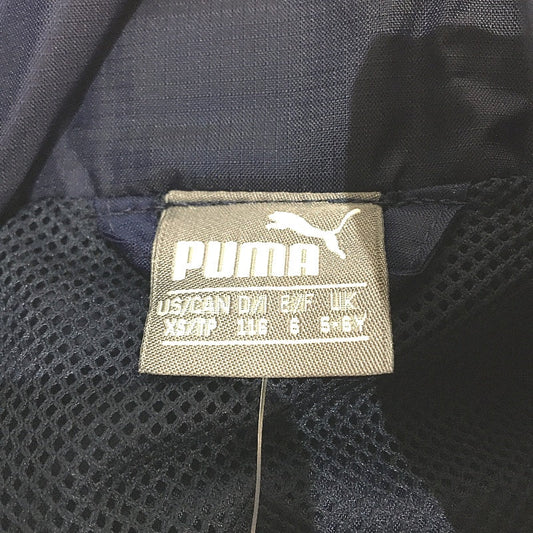 PUMA
US/CAN D/I E/F UK
XS/TP 116 6 5-6Y